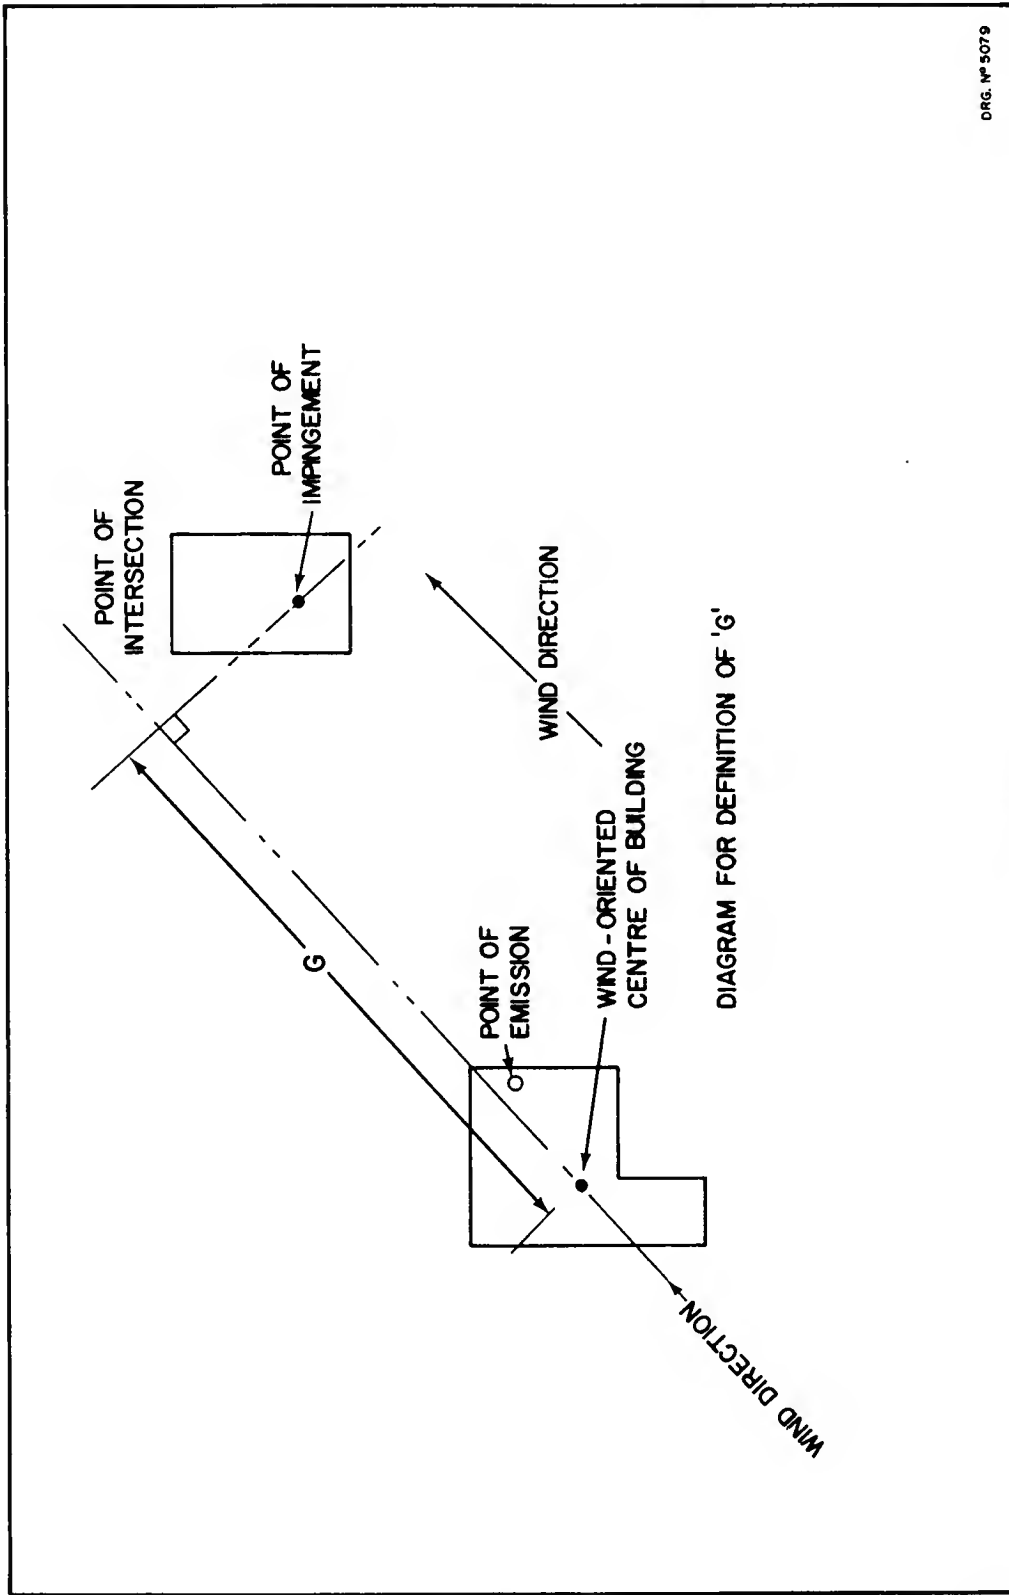 POINT OF
INTERSECTION
POINT OF
IMPINGEMENT
G
POINT OF
EMISSION
WIND DIRECTION
WIND-ORIENTED
CENTRE OF BUILDING
WIND DIRECTION
DIAGRAM FOR DEFINITION OF 'G'
DRG. Nº 5079